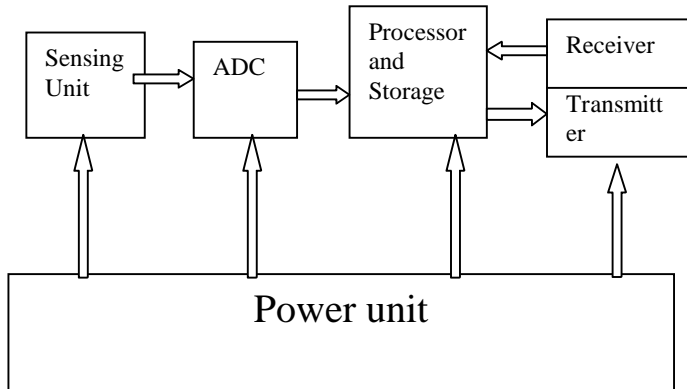 Sensing
Unit
ADC
Processor
and
Storage
Receiver
Transmitt
er
Power unit